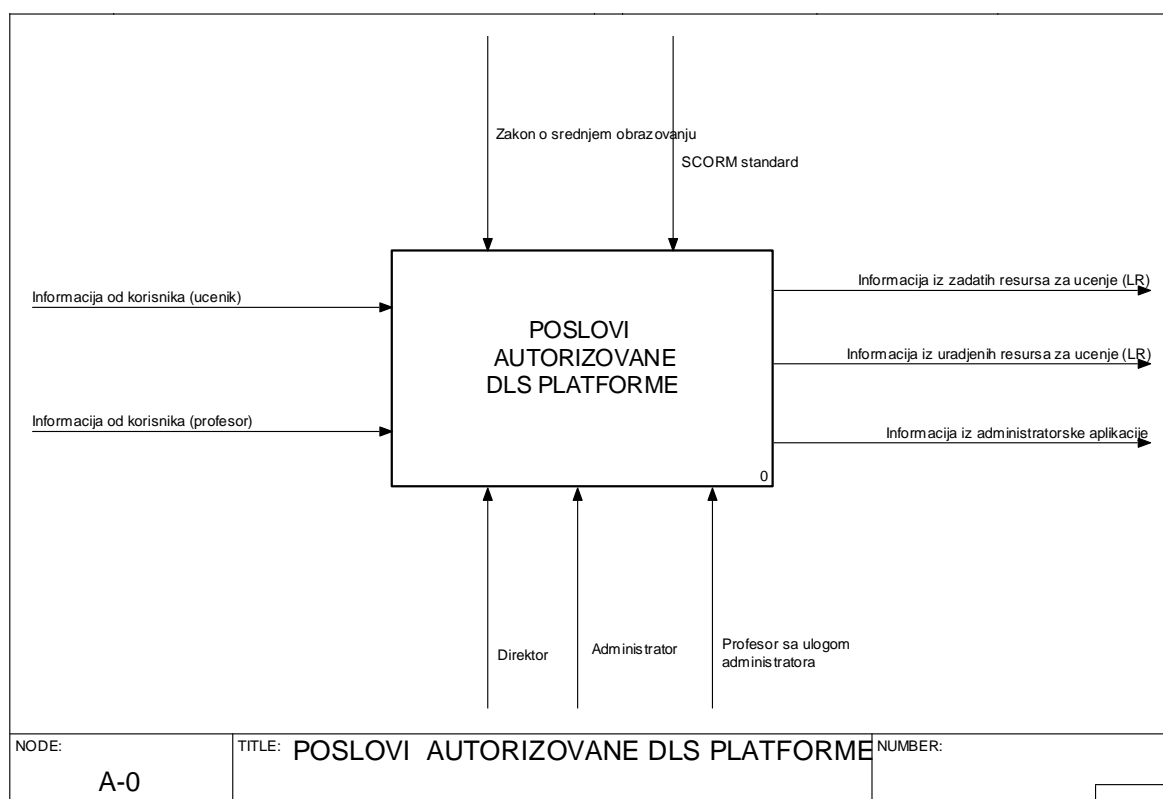 Zakon o srednjem obrazovanju
SCORM standard
Informacija od korisnika (ucenik)
Informacija od korisnika (profesor)
POSLOVI
AUTORIZOVANE
DLS PLATFORME
0
Informacija iz zadatih resursa za ucenje (LR)
Informacija iz uradjenih resursa za ucenje (LR)
Informacija iz administratorske aplikacije
Direktor
Administrator
Profesor sa ulogom
administratora
NODE:
A-0
TITLE: POSLOVI AUTORIZOVANE DLS PLATFORME
NUMBER: